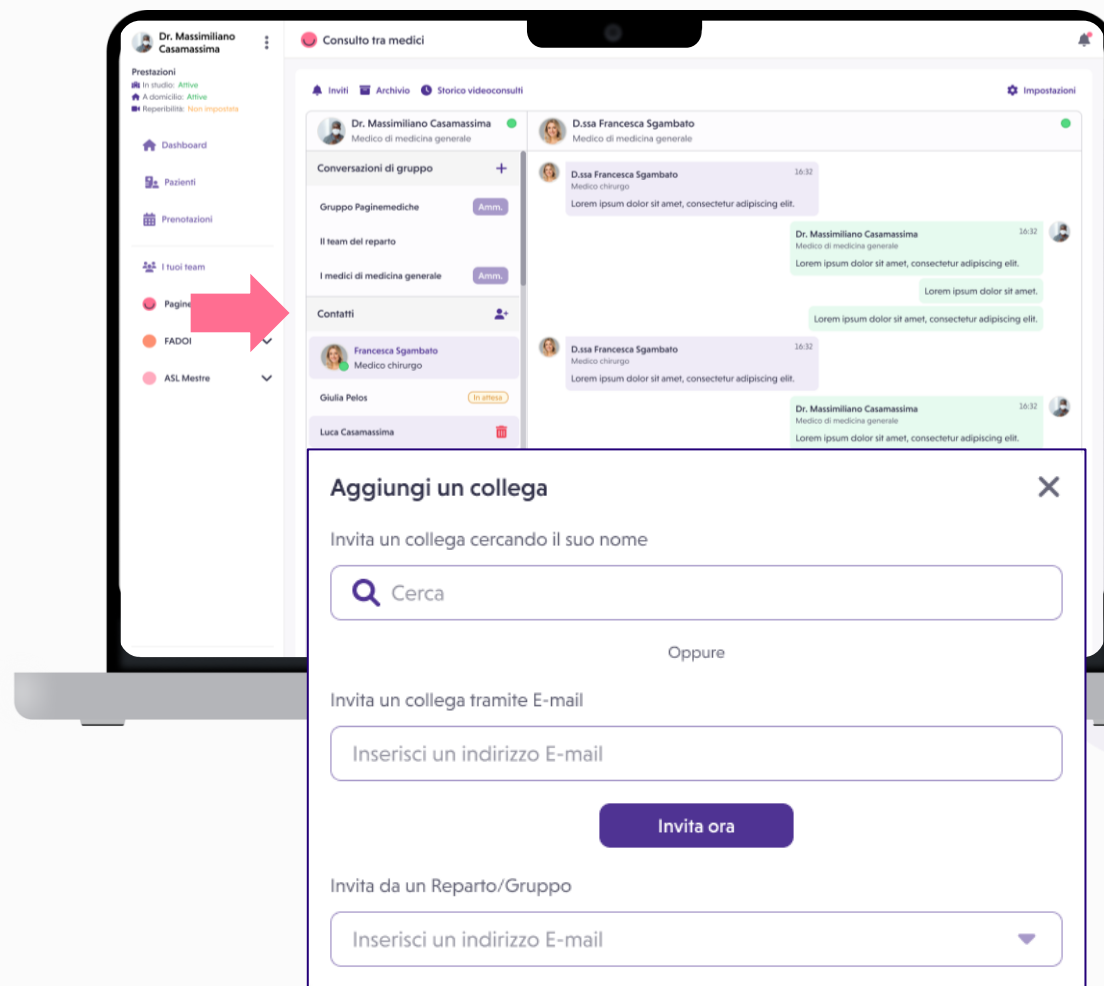 Dr. Massimiliano
Casamassima
Prestazioni
In studio: Attive
A domicilio: Attive
Reperibilità: Non impostata
Dashboard
Pazienti
Prenotazioni
I tuoi team
FADOI
ASL Mestre
Consulto tra medici
Inviti
Archivio
Storico videoconsulti
Impostazioni
Dr. Massimiliano Casamassima
Medico di medicina generale
Conversazioni di gruppo
Gruppo Paginemediche
Amm.
Il team del reparto
I medici di medicina generale
Amm.
Contatti
Francesca Sgambato
Medico chirurgo
Giulia Pelos
In attesa
Luca Casamassima
D.ssa Francesca Sgambato
Medico di medicina generale
D.ssa Francesca Sgambato
16:32
Medico chirurgo
Lorem ipsum dolor sit amet, consectetur adipiscing elit.
Dr. Massimiliano Casamassima
16:32
Medico di medicina generale
Lorem ipsum dolor sit amet, consectetur adipiscing elit.
Lorem ipsum dolor sit amet.
Lorem ipsum dolor sit amet, consectetur adipiscing elit.
D.ssa Francesca Sgambato
16:32
Medico chirurgo
Lorem ipsum dolor sit amet, consectetur adipiscing elit.
Dr. Massimiliano Casamassima
16:32
Medico di medicina generale
Lorem ipsum dolor sit amet, consectetur adipiscing elit.
Aggiungi un collega
Invita un collega cercando il suo nome
Cerca
Oppure
Invita un collega tramite E-mail
Inserisci un indirizzo E-mail
Invita ora
Invita da un Reparto/Gruppo
Inserisci un indirizzo E-mail